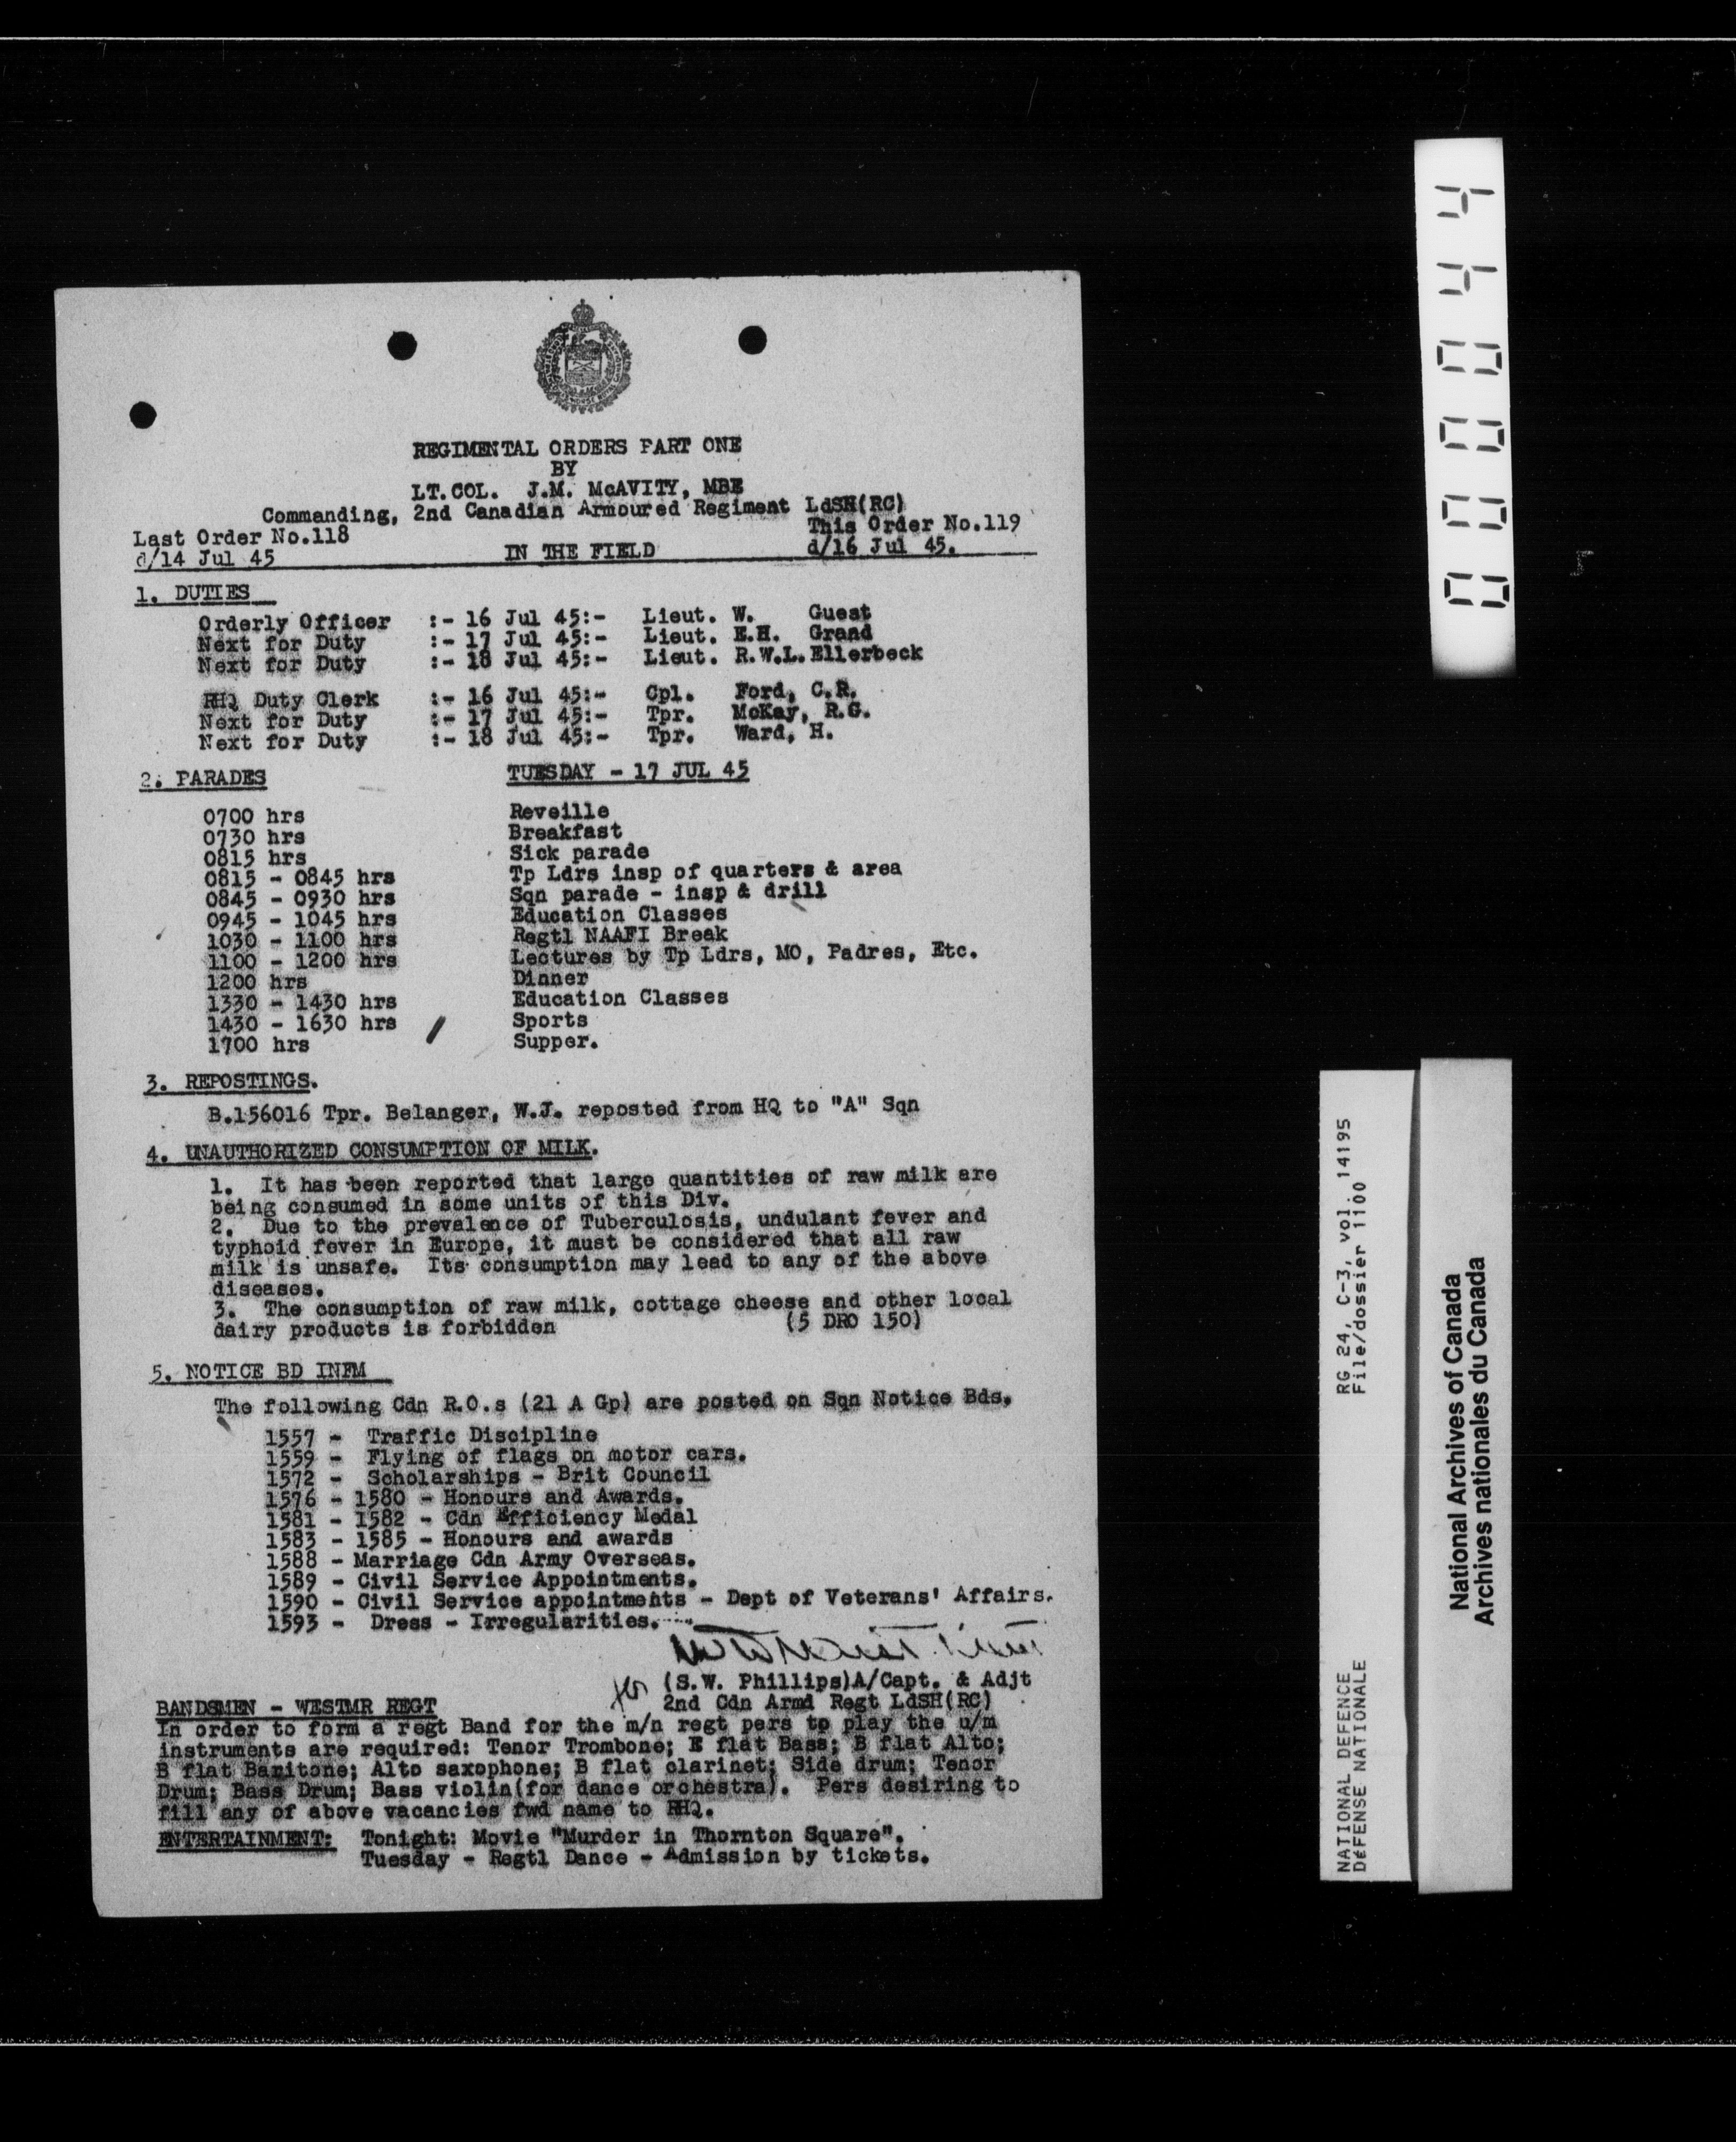 REGIMENTAL ORDERS PART ONE
BY
LT.COL. J.M. McAVITY, MBE
Commanding, 2nd Canadian Armoured Regiment LdSH(RC)
Last Order No.118 This Order No.119
d/14 Jul 45 IN THE FIELD d/16 Jul 45.
1. DUTIES
Orderly Officer :- 16 Jul 45:- Lieut. W. Guest
Next for Duty :- 17 Jul 45:- Lieut. E.H. Grand
Next for Duty :- 18 Jul 45:- Lieut. R.W.L. Ellerbeck
RHQ Duty Clerk :- 16 Jul 45:- Cpl. Ford, C.R.
Next for Duty :- 17 Jul 45:- Tpr. McKay, R.G.
Next for Duty :- 18 Jul 45:- Tpr. Ward, H.
2. PARADES TUESDAY - 17 JUL 45
0700 hrs Reveille
0730 hrs Breakfast
0815 hrs Sick parade
0815 - 0845 hrs Tp Ldrs insp of quarters & area
0845 - 0930 hrs Sqn parade - insp & drill
0945 - 1045 hrs Education Classes
1030 - 1100 hrs Regtl NAAFI Break
1100 - 1200 hrs Lectures by Tp Ldrs, MO, Padres, Etc.
1200 hrs Dinner
1330 - 1430 hrs Education Classes
1430 - 1630 hrs Sports
1700 hrs Supper.
3. REPOSTINGS.
B.156016 Tpr. Belanger, W.J. reposted from HQ to "A" Sqn
4. UNAUTHORIZED CONSUMPTION OF MILK.
1. It has been reported that large quantities of raw milk are
being consumed in some units of this Div.
2. Due to the prevalence of Tuberculosis, undulant fever and
typhoid fever in Europe, it must be considered that all raw
milk is unsafe. Its consumption may lead to any of the above
diseases.
3. The consumption of raw milk, cottage cheese and other local
dairy products is forbidden (5 DRO 150)
5. NOTICE BD INFM
The following Cdn R.O.s (21 A Gp) are posted on Sqn Notice Bds.
1557 - Traffic Discipline
1559 - Flying of flags on motor cars.
1572 - Scholarships - Brit Council
1576 - 1580 - Honours and Awards.
1581 - 1582 - Cdn Efficiency Medal
1583 - 1585 - Honours and awards
1588 - Marriage Cdn Army Overseas.
1589 - Civil Service Appointments.
1590 - Civil Service appointments - Dept of Veterans' Affairs.
1593 - Dress - Irregularities.
for (S.W. Phillips)A/Capt. & Adjt
2nd Cdn Armd Regt LdSH(RC)
BANDSMEN - WESTMR REGT
In order to form a regt Band for the m/n regt pers to play the u/m
instruments are required: Tenor Trombone; E flat Bass; B flat Alto;
B flat Baritone; Alto saxophone; B flat clarinet; Side drum; Tenor
Drum; Bass Drum; Bass violin(for dance orchestra). Pers desiring to
fill any of above vacancies fwd name to RHQ.
ENTERTAINMENT: Tonight: Movie "Murder in Thornton Square".
Tuesday - Regtl Dance - Admission by tickets.
000044
RG 24, C-3, vol. 14195
File/dossier 1100
NATIONAL DEFENCE
DéFENSE NATIONALE
National Archives of Canada
Archives nationales du Canada